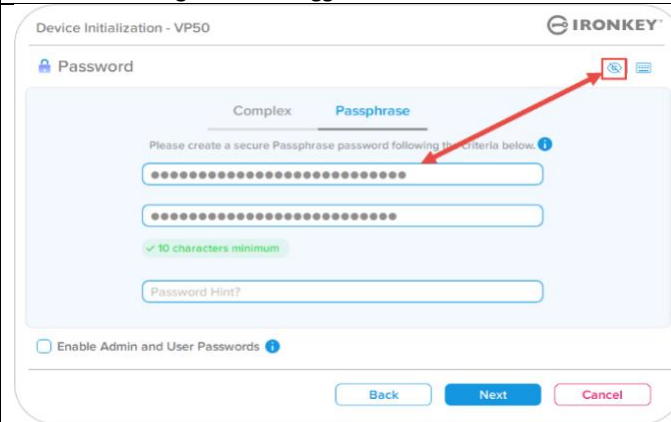 Device Initialization - VP50
IRONKEY
Password
Complex Passphrase
Please create a secure Passphrase password following the criteria below.
●●●●●●●●●●●●●●●●●●●●●●●●●●●
●●●●●●●●●●●●●●●●●●●●●●●●●●
✓ 10 characters minimum
Password Hint?
Enable Admin and User Passwords
Back Next Cancel